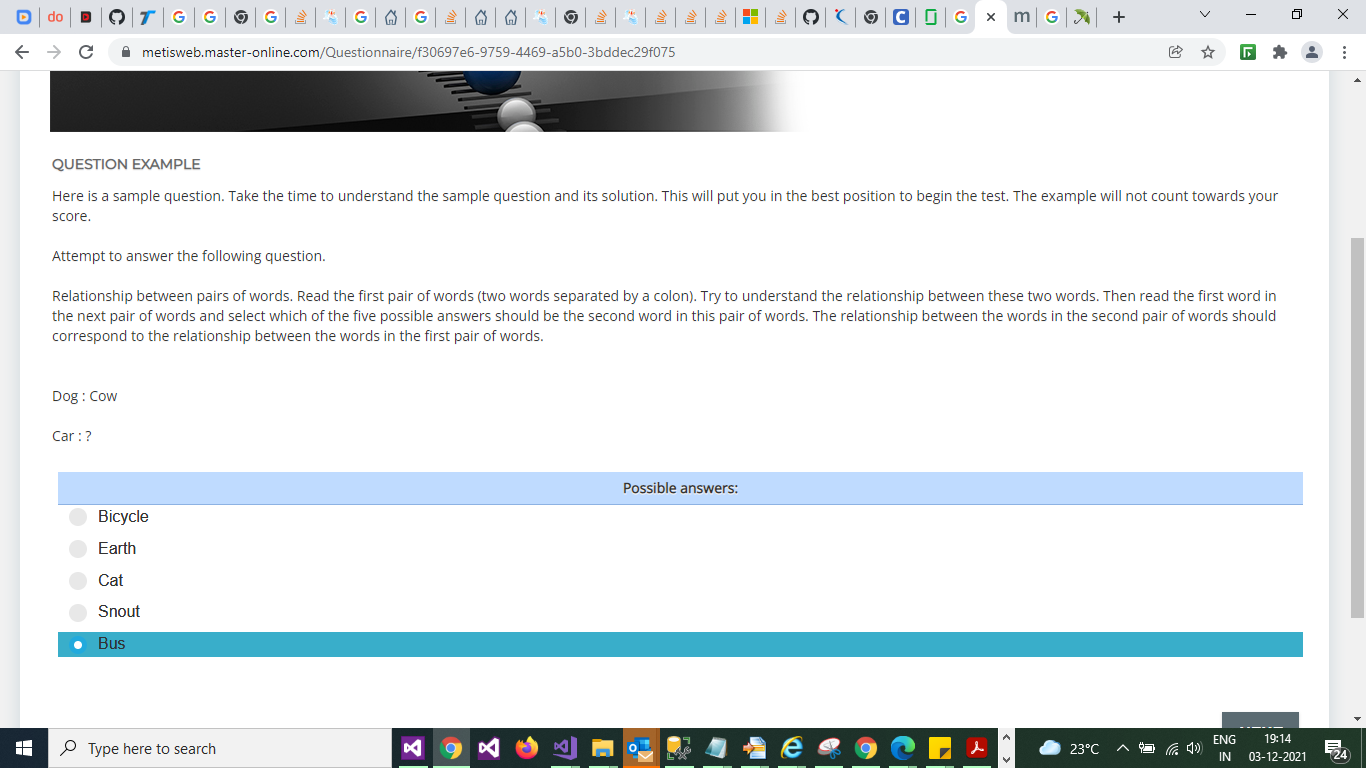 do
metisweb.master-online.com/Questionnaire/f30697e6-9759-4469-a5b0-3bddec29f075
QUESTION EXAMPLE
Here is a sample question. Take the time to understand the sample question and its solution. This will put you in the best position to begin the test. The example will not count towards your
score.
Attempt to answer the following question.
Relationship between pairs of words. Read the first pair of words (two words separated by a colon). Try to understand the relationship between these two words. Then read the first word in
the next pair of words and select which of the five possible answers should be the second word in this pair of words. The relationship between the words in the second pair of words should
correspond to the relationship between the words in the first pair of words.
Dog : Cow
Car : ?
Possible answers:
Bicycle
Earth
Cat
Snout
Bus
Type here to search
23°C
ENG
IN
19:14
03-12-2021
24